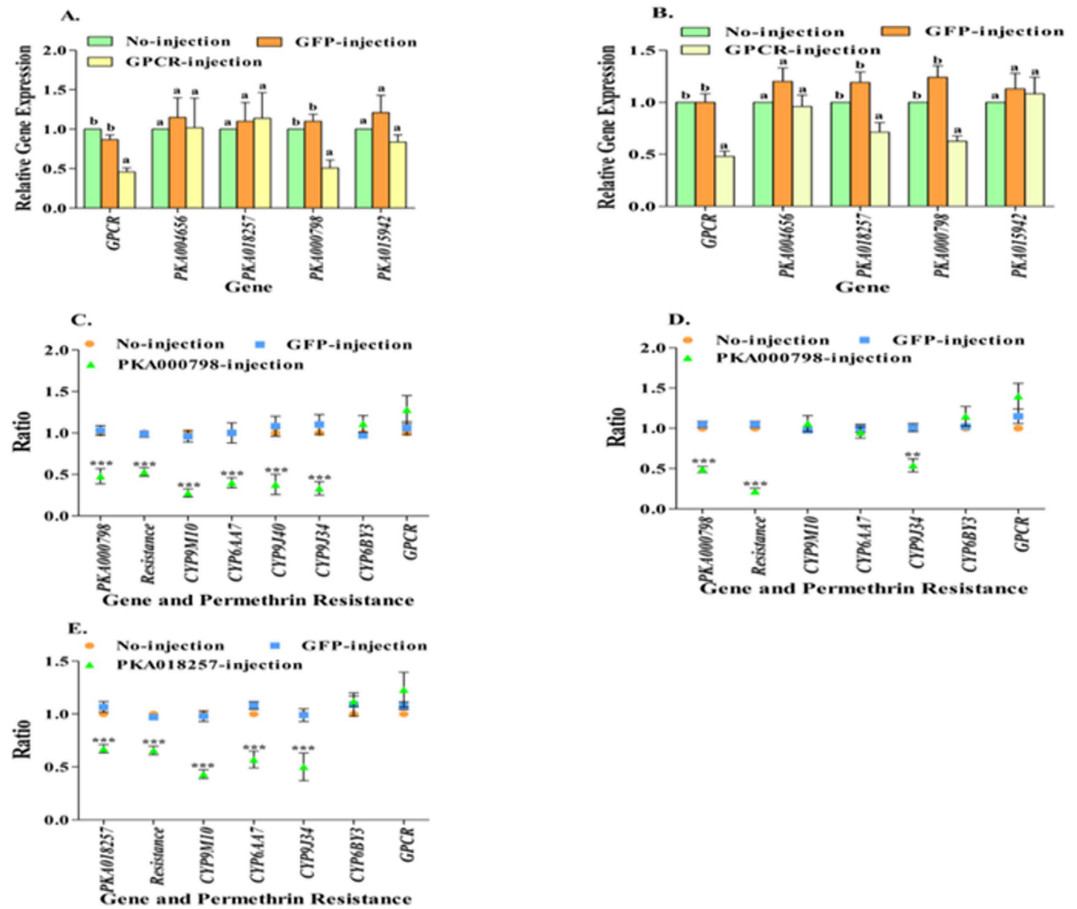 A.
No-injection GFP-injection
GPCR-injection
Relative Gene Expression
2.0
1.5
1.0
0.5
0.0
b b a
a a a
a a a
b b a
a a a
GPCR PKA004656 PKA018257 PKA000798 PKA015942
Gene
B.
No-injection GFP-injection
GPCR-injection
Relative Gene Expression
1.5
1.0
0.5
0.0
b b a
a a a
b b a
b b a
a a a
GPCR PKA004656 PKA018257 PKA000798 PKA015942
Gene
C.
No-injection GFP-injection
PKA000798-injection
Ratio
2.0
1.5
1.0
0.5
0.0
*** *** *** *** *** ***
PKA000798 Resistance CYP9M10 CYP6AA7 CYP9J40 CYP9J34 CYP6BY3 GPCR
Gene and Permethrin Resistance
D.
No-injection GFP-injection
PKA000798-injection
Ratio
2.0
1.5
1.0
0.5
0.0
*** *** **
PKA000798 Resistance CYP9M10 CYP6AA7 CYP9J34 CYP6BY3 GPCR
Gene and Permethrin Resistance
E.
No-injection GFP-injection
PKA018257-injection
Ratio
1.5
1.0
0.5
0.0
*** *** *** *** ***
PKA018257 Resistance CYP9M10 CYP6AA7 CYP9J34 CYP6BY3 GPCR
Gene and Permethrin Resistance